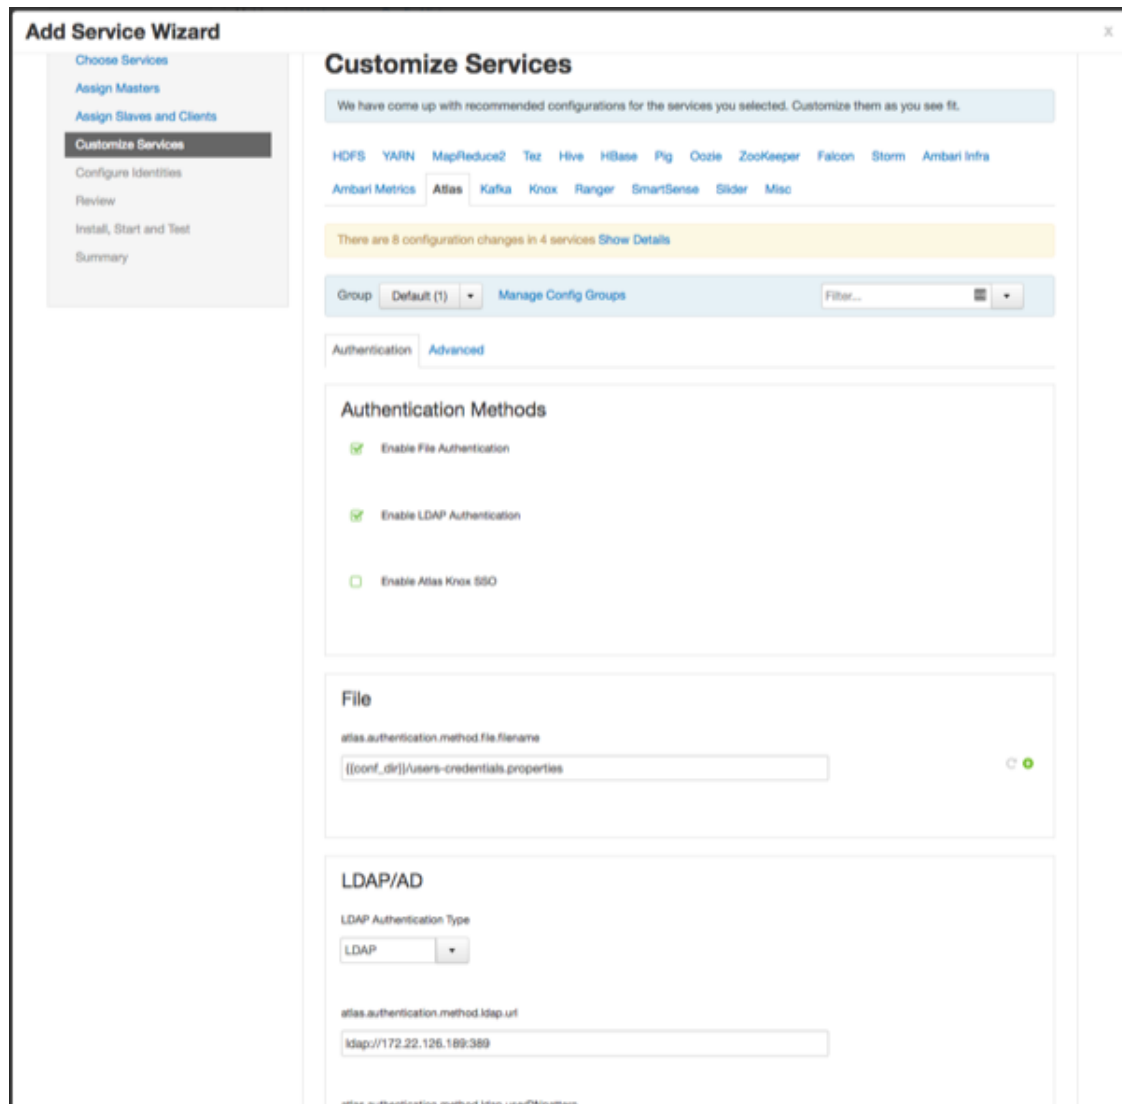 Add Service Wizard
x
Choose Services
Assign Masters
Assign Slaves and Clients
Customize Services
Configure Identities
Review
Install, Start and Test
Summary
Customize Services
We have come up with recommended configurations for the services you selected. Customize them as you see fit.
HDFS YARN MapReduce2 Tez Hive HBase Pig Oozie ZooKeeper Falcon Storm Ambari Infra
Ambari Metrics Atlas Kafka Knox Ranger SmartSense Slider Misc
There are 8 configuration changes in 4 services Show Details
Group Default (1) Manage Config Groups Filter...
Authentication Advanced
Authentication Methods
Enable File Authentication
Enable LDAP Authentication
Enable Atlas Knox SSO
File
atlas.authentication.method.file.filename
{{conf_dir}}/users-credentials.properties
LDAP/AD
LDAP Authentication Type
LDAP
atlas.authentication.method.ldap.url
ldap://172.22.126.189:389